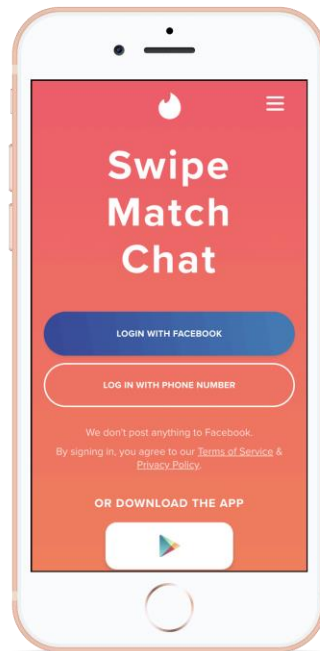 Swipe
Match
Chat
LOGIN WITH FACEBOOK
LOG IN WITH PHONE NUMBER
We don't post anything to Facebook.
By signing in, you agree to our Terms of Service &
Privacy Policy.
OR DOWNLOAD THE APP